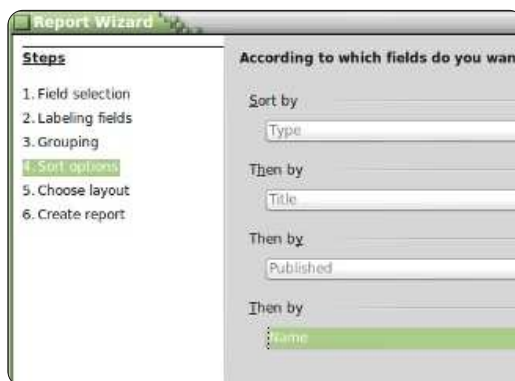 Report Wizard
Steps
According to which fields do you wan
1. Field selection
2. Labeling fields
3. Grouping
4. Sort options
5. Choose layout
6. Create report
Sort by
Type
Then by
Title
Then by
Published
Then by
Name